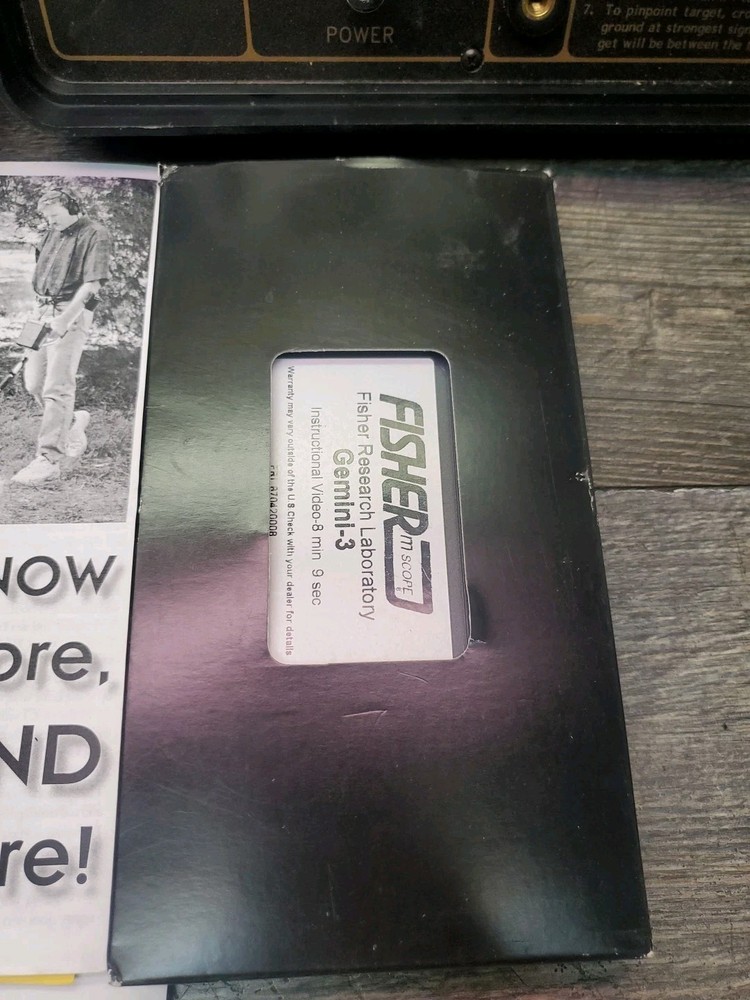 POWER
7. To pinpoint target, cro
ground at strongest sign
get will be between the
NOW
ore,
ND
re!
FISHER m SCOPE
Fisher Research Laboratory
Gemini-3
Instructional Video-8 min 9 sec
Warranty may vary outside of the U.S. Check with your dealer for details